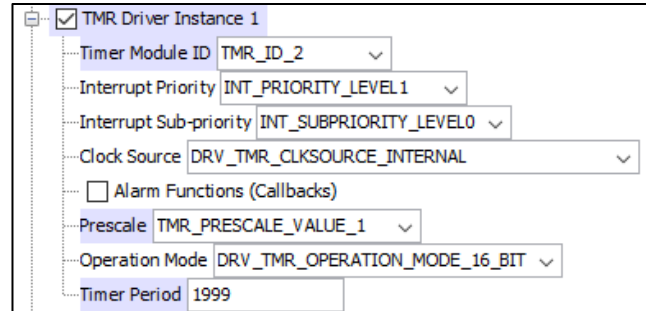 TMR Driver Instance 1
Timer Module ID TMR_ID_2
Interrupt Priority INT_PRIORITY_LEVEL1
Interrupt Sub-priority INT_SUBPRIORITY_LEVEL0
Clock Source DRV_TMR_CLKSOURCE_INTERNAL
Alarm Functions (Callbacks)
Prescale TMR_PRESCALE_VALUE_1
Operation Mode DRV_TMR_OPERATION_MODE_16_BIT
Timer Period 1999